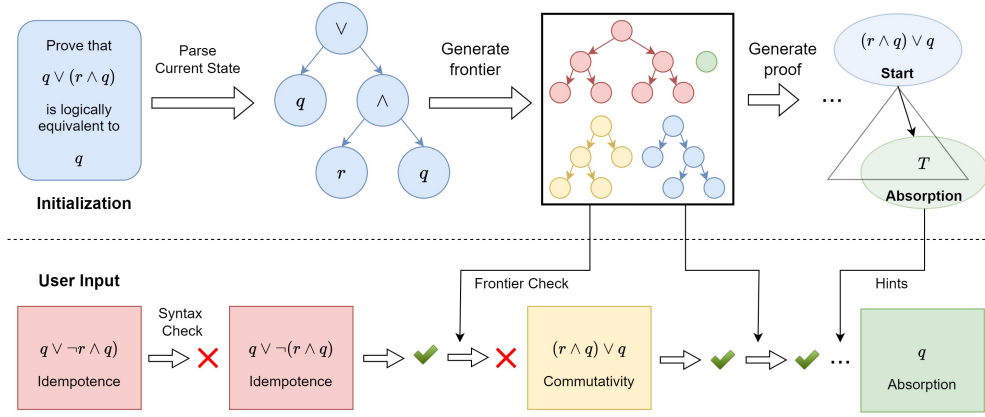 Prove that
q ∨ (r ∧ q)
is logically
equivalent to
q
Initialization
Parse
Current State
∨
q
∧
r
q
Generate
frontier
Generate
proof
...
(r ∧ q) ∨ q
Start
T
Absorption
User Input
q ∨ ¬r ∧ q)
Idempotence
Syntax
Check
q ∨ ¬(r ∧ q)
Idempotence
Frontier Check
(r ∧ q) ∨ q
Commutativity
...
Hints
q
Absorption